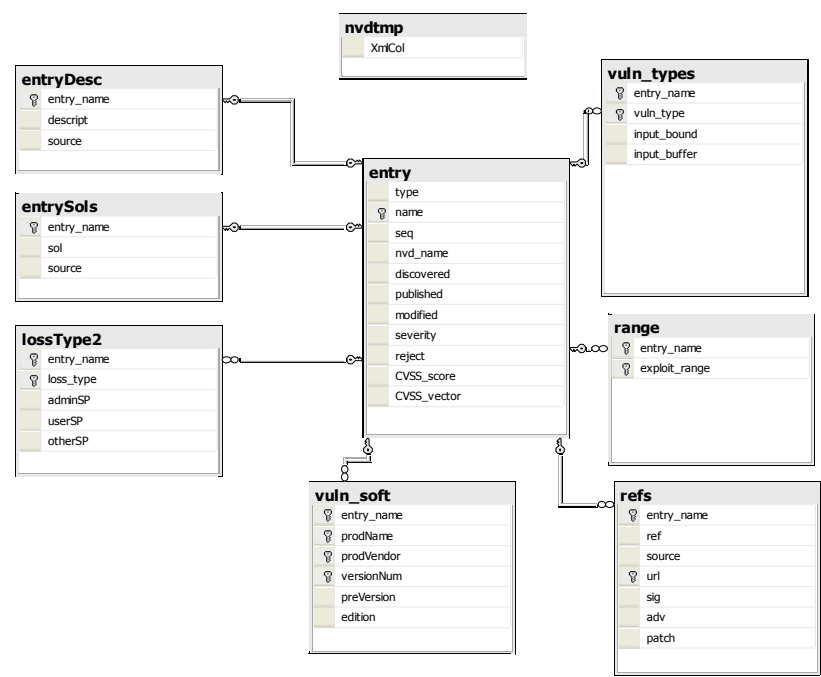 nvdtmp
XmlCol
entryDesc
entry_name
descript
source
entrySols
entry_name
sol
source
lossType2
entry_name
loss_type
adminSP
userSP
otherSP
entry
type
name
seq
nvd_name
discovered
published
modified
severity
reject
CVSS_score
CVSS_vector
vuln_types
entry_name
vuln_type
input_bound
input_buffer
range
entry_name
exploit_range
vuln_soft
entry_name
prodName
prodVendor
versionNum
preVersion
edition
refs
entry_name
ref
source
url
sig
adv
patch